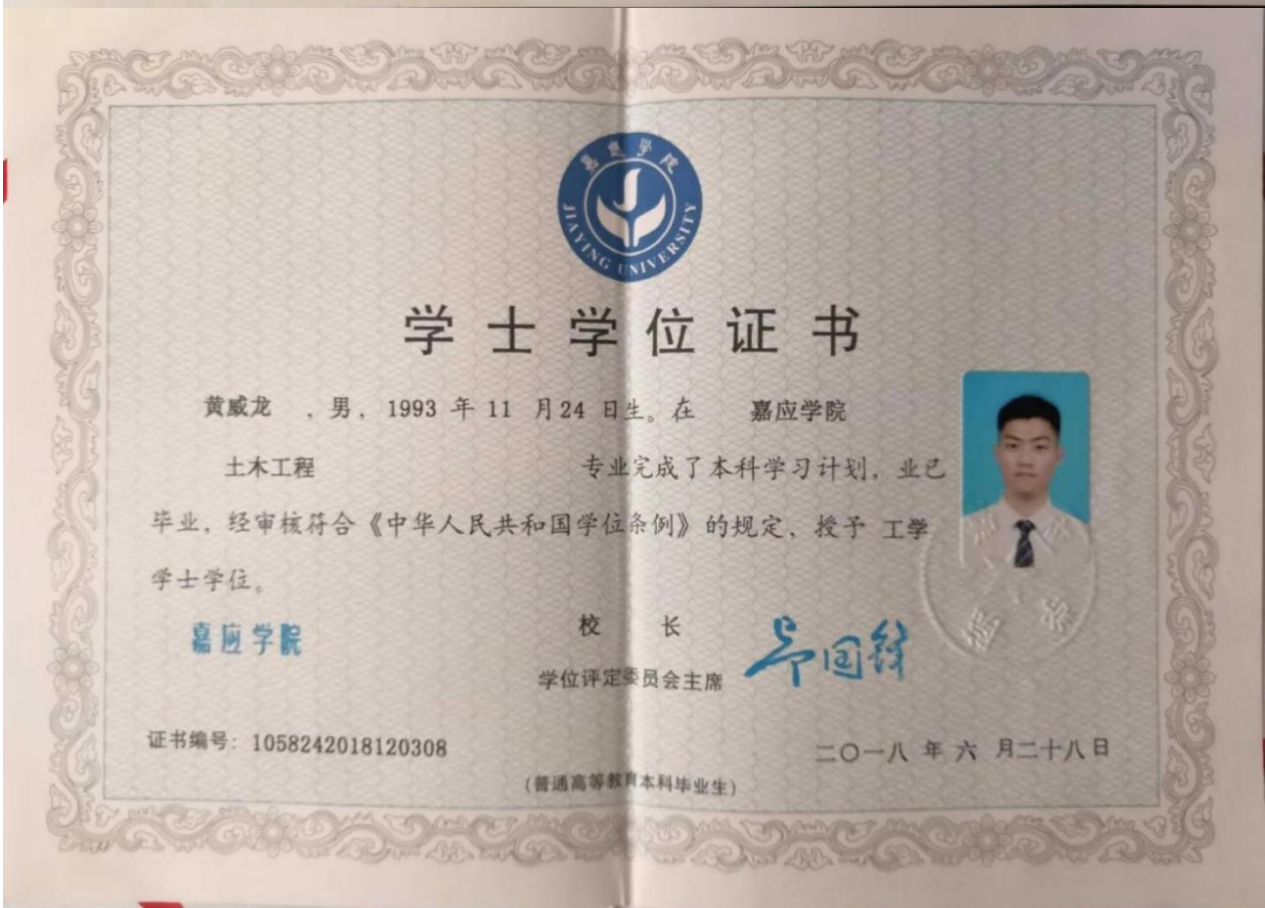 嘉应学院
JIAYING UNIVERSITY
学士学位证书
黄威龙 ，男，1993 年 11 月 24 日生。在 嘉应学院
土木工程 专业完成了本科学习计划，业已
毕业，经审核符合《中华人民共和国学位条例》的规定，授予 工学
学士学位。
嘉应学院
校 长
学位评定委员会主席
证书编号：1058242018120308
二〇一八 年 六 月二十八日
(普通高等教育本科毕业生)